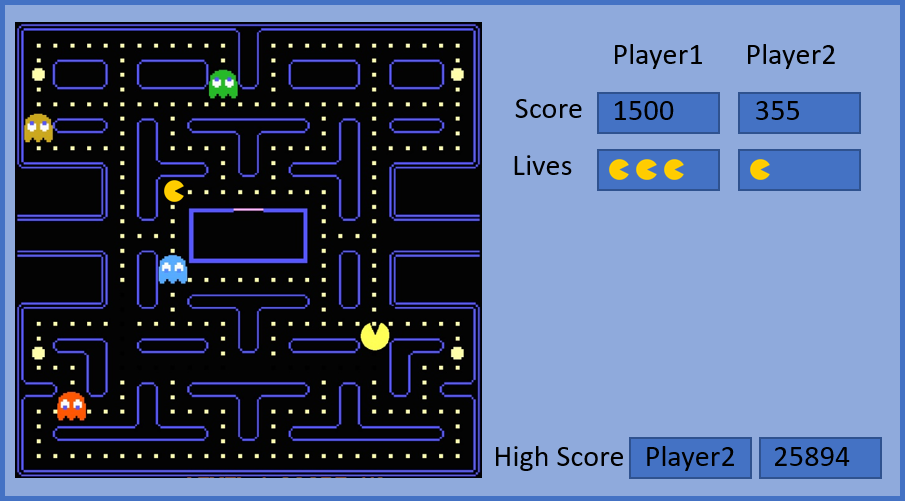 Player1 Player2
Score 1500 355
Lives
High Score Player2 25894